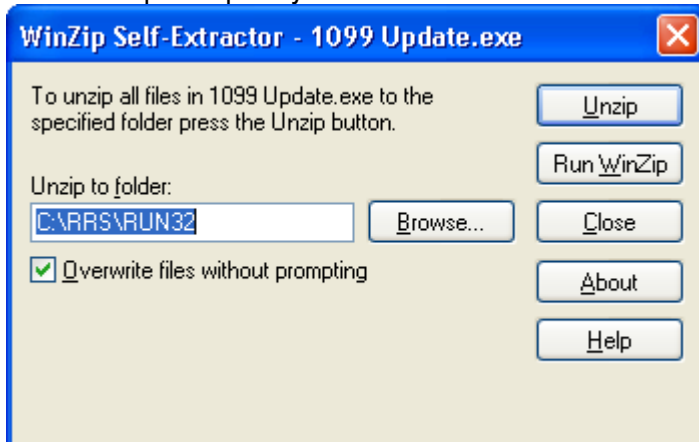 WinZip Self-Extractor - 1099 Update.exe
To unzip all files in 1099 Update.exe to the
specified folder press the Unzip button.
Unzip to folder:
C:\RRS\RUN32
Browse...
Overwrite files without prompting
Unzip
Run WinZip
Close
About
Help